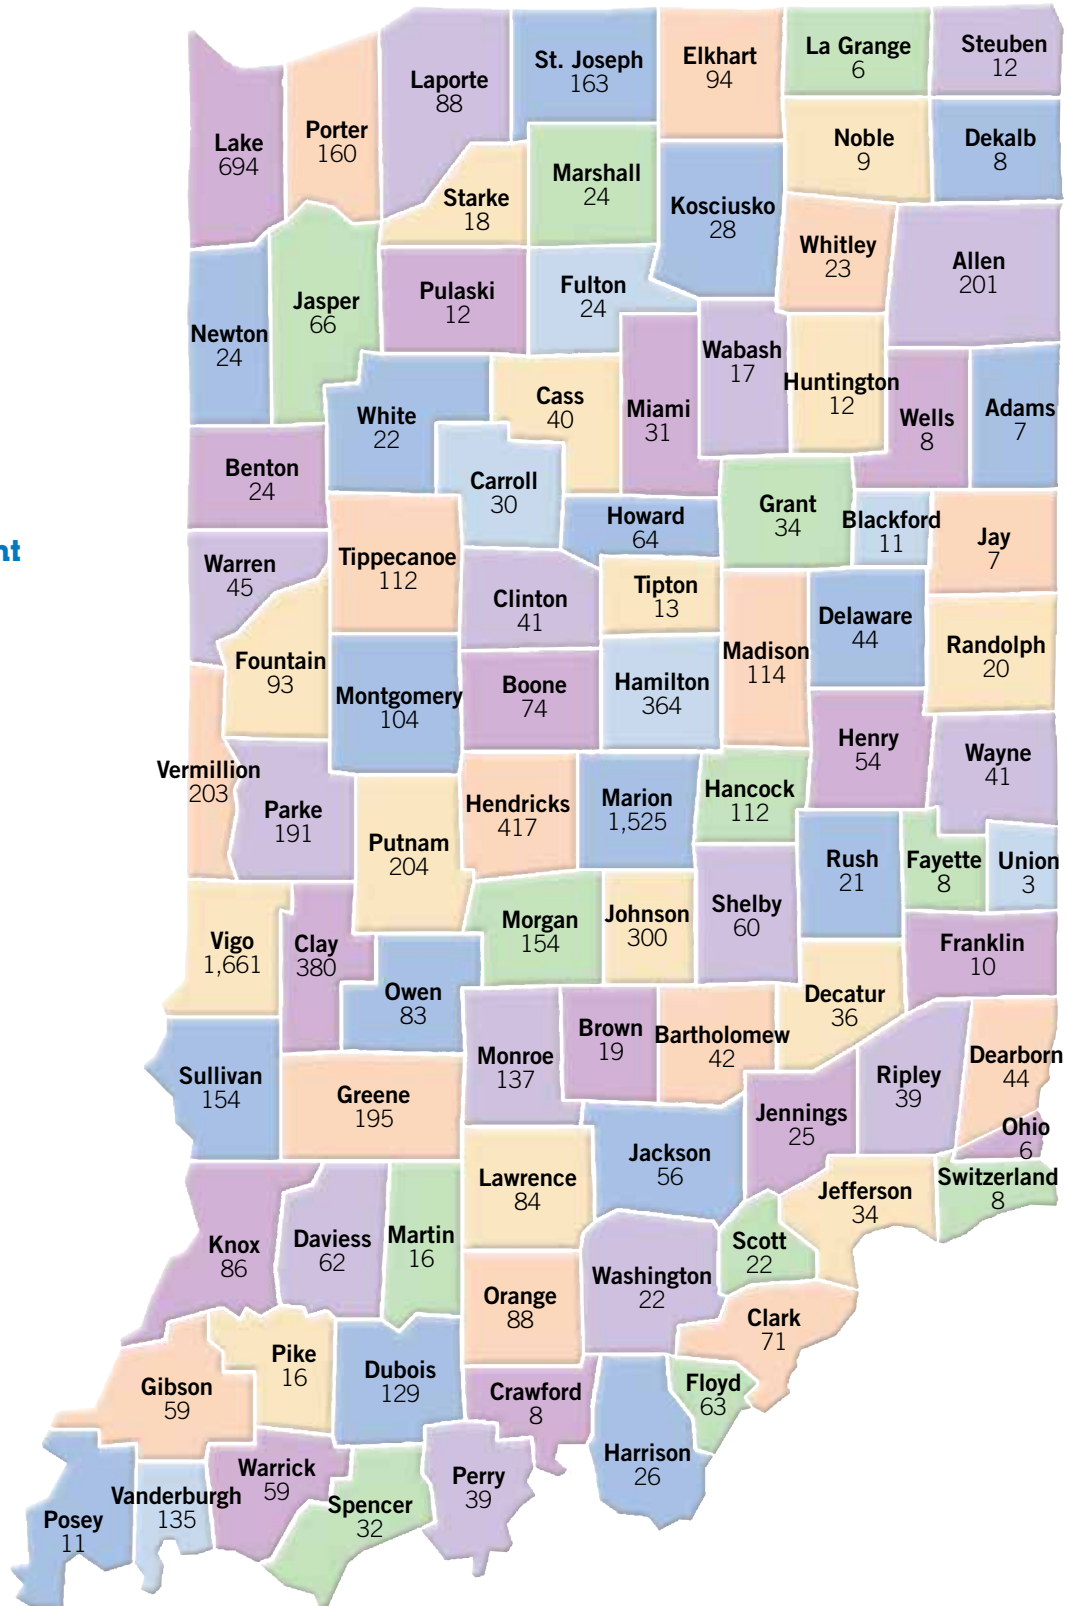 St. Joseph
163
Elkhart
94
La Grange
6
Steuben
12
Laporte
88
Lake
694
Porter
160
Starke
18
Marshall
24
Kosciusko
28
Noble
9
Dekalb
8
Whitley
23
Allen
201
Newton
24
Jasper
66
Pulaski
12
Fulton
24
Wabash
17
Huntington
12
Wells
8
Adams
7
White
22
Cass
40
Miami
31
Benton
24
Carroll
30
Howard
64
Grant
34
Blackford
11
Jay
7
nt
Warren
45
Tippecanoe
112
Clinton
41
Tipton
13
Madison
114
Delaware
44
Randolph
20
Fountain
93
Montgomery
104
Boone
74
Hamilton
364
Henry
54
Wayne
41
Vermillion
203
Parke
191
Putnam
204
Hendricks
417
Marion
1,525
Hancock
112
Rush
21
Fayette
8
Union
3
Vigo
1,661
Clay
380
Owen
83
Morgan
154
Johnson
300
Shelby
60
Franklin
10
Decatur
36
Sullivan
154
Greene
195
Monroe
137
Brown
19
Bartholomew
42
Jennings
25
Ripley
39
Dearborn
44
Ohio
6
Switzerland
8
Jackson
56
Lawrence
84
Jefferson
34
Knox
86
Daviess
62
Martin
16
Scott
22
Orange
88
Washington
22
Clark
71
Gibson
59
Pike
16
Dubois
129
Crawford
8
Floyd
63
Harrison
26
Posey
11
Vanderburgh
135
Warrick
59
Spencer
32
Perry
39